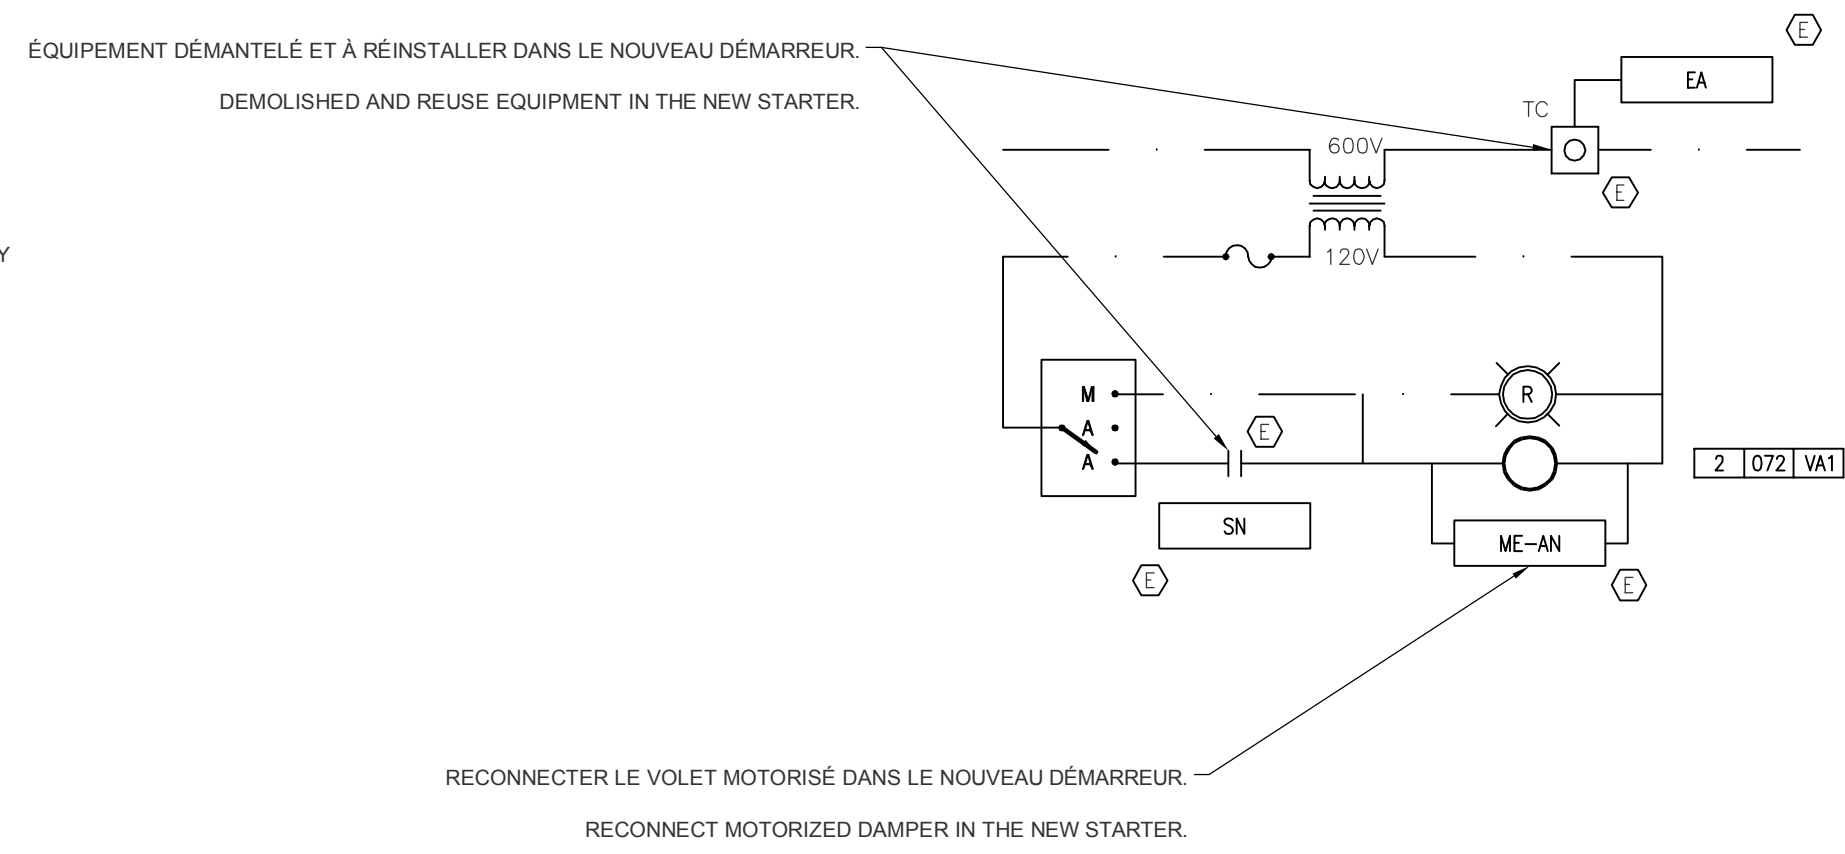 E
ÉQUIPEMENT DÉMANTELÉ ET À RÉINSTALLER DANS LE NOUVEAU DÉMARREUR.
EA
DEMOLISHED AND REUSE EQUIPMENT IN THE NEW STARTER.
TC
600V
E
Y
120V
M
R
A
E
A
2 072 VA1
SN
ME-AN
E
E
RECONNECTER LE VOLET MOTORISÉ DANS LE NOUVEAU DÉMARREUR.
RECONNECT MOTORIZED DAMPER IN THE NEW STARTER.